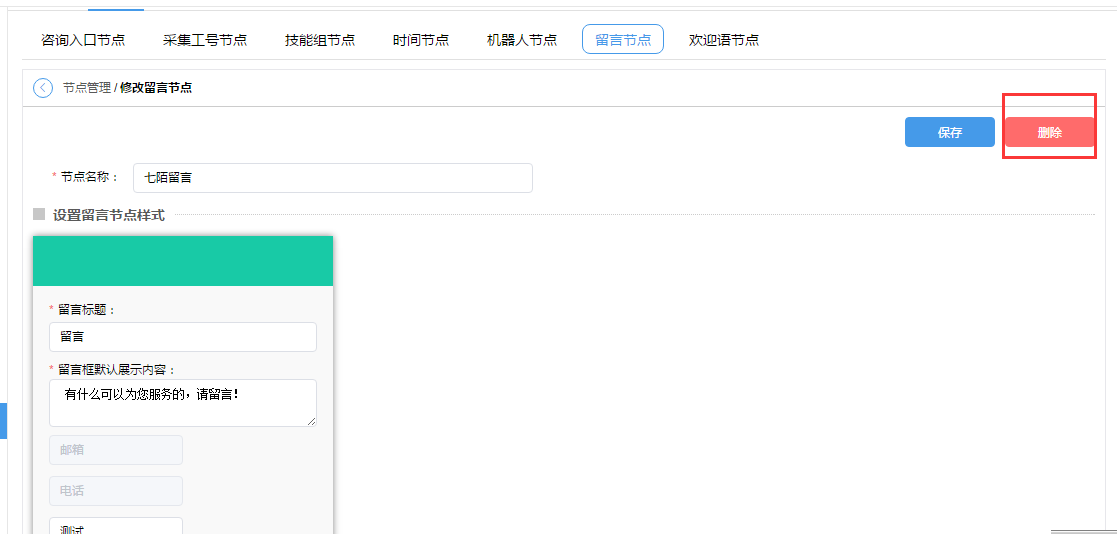 咨询入口节点 采集工号节点 技能组节点 时间节点 机器人节点 留言节点 欢迎语节点
节点管理 / 修改留言节点
保存 删除
* 节点名称： 七陌留言
设置留言节点样式
* 留言标题：
留言
* 留言框默认展示内容：
有什么可以为您服务的，请留言！
邮箱
电话
测试